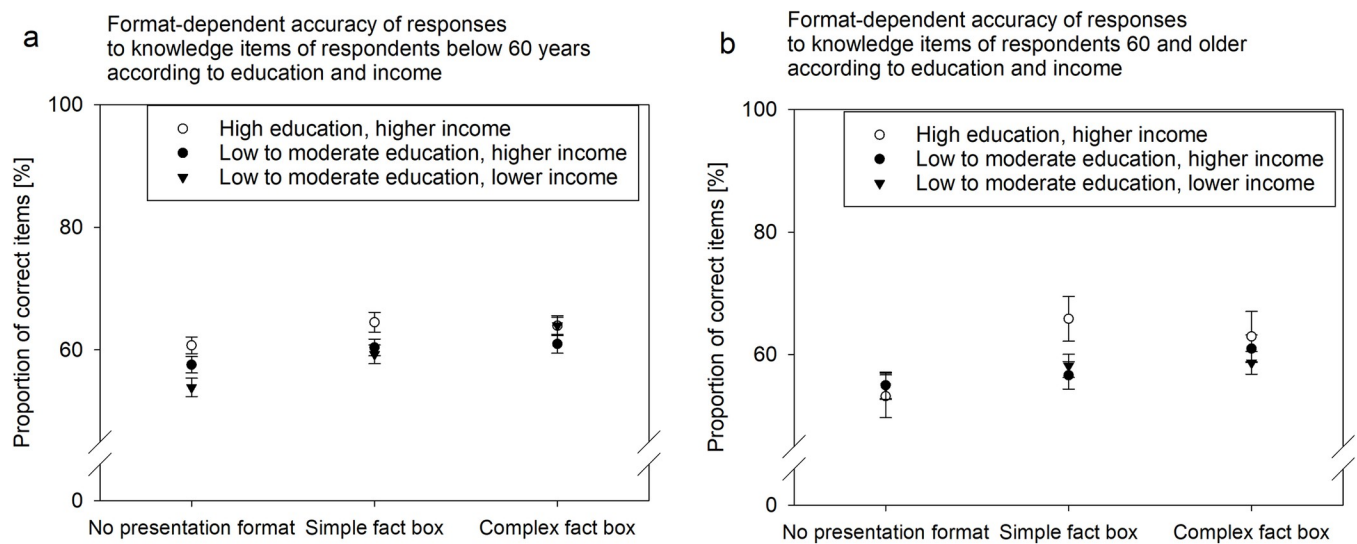 a
Format-dependent accuracy of responses
to knowledge items of respondents below 60 years
according to education and income
Proportion of correct items [%]
100
80
60
0
High education, higher income
Low to moderate education, higher income
Low to moderate education, lower income
No presentation format Simple fact box Complex fact box
b
Format-dependent accuracy of responses
to knowledge items of respondents 60 and older
according to education and income
Proportion of correct items [%]
100
80
60
0
High education, higher income
Low to moderate education, higher income
Low to moderate education, lower income
No presentation format Simple fact box Complex fact box